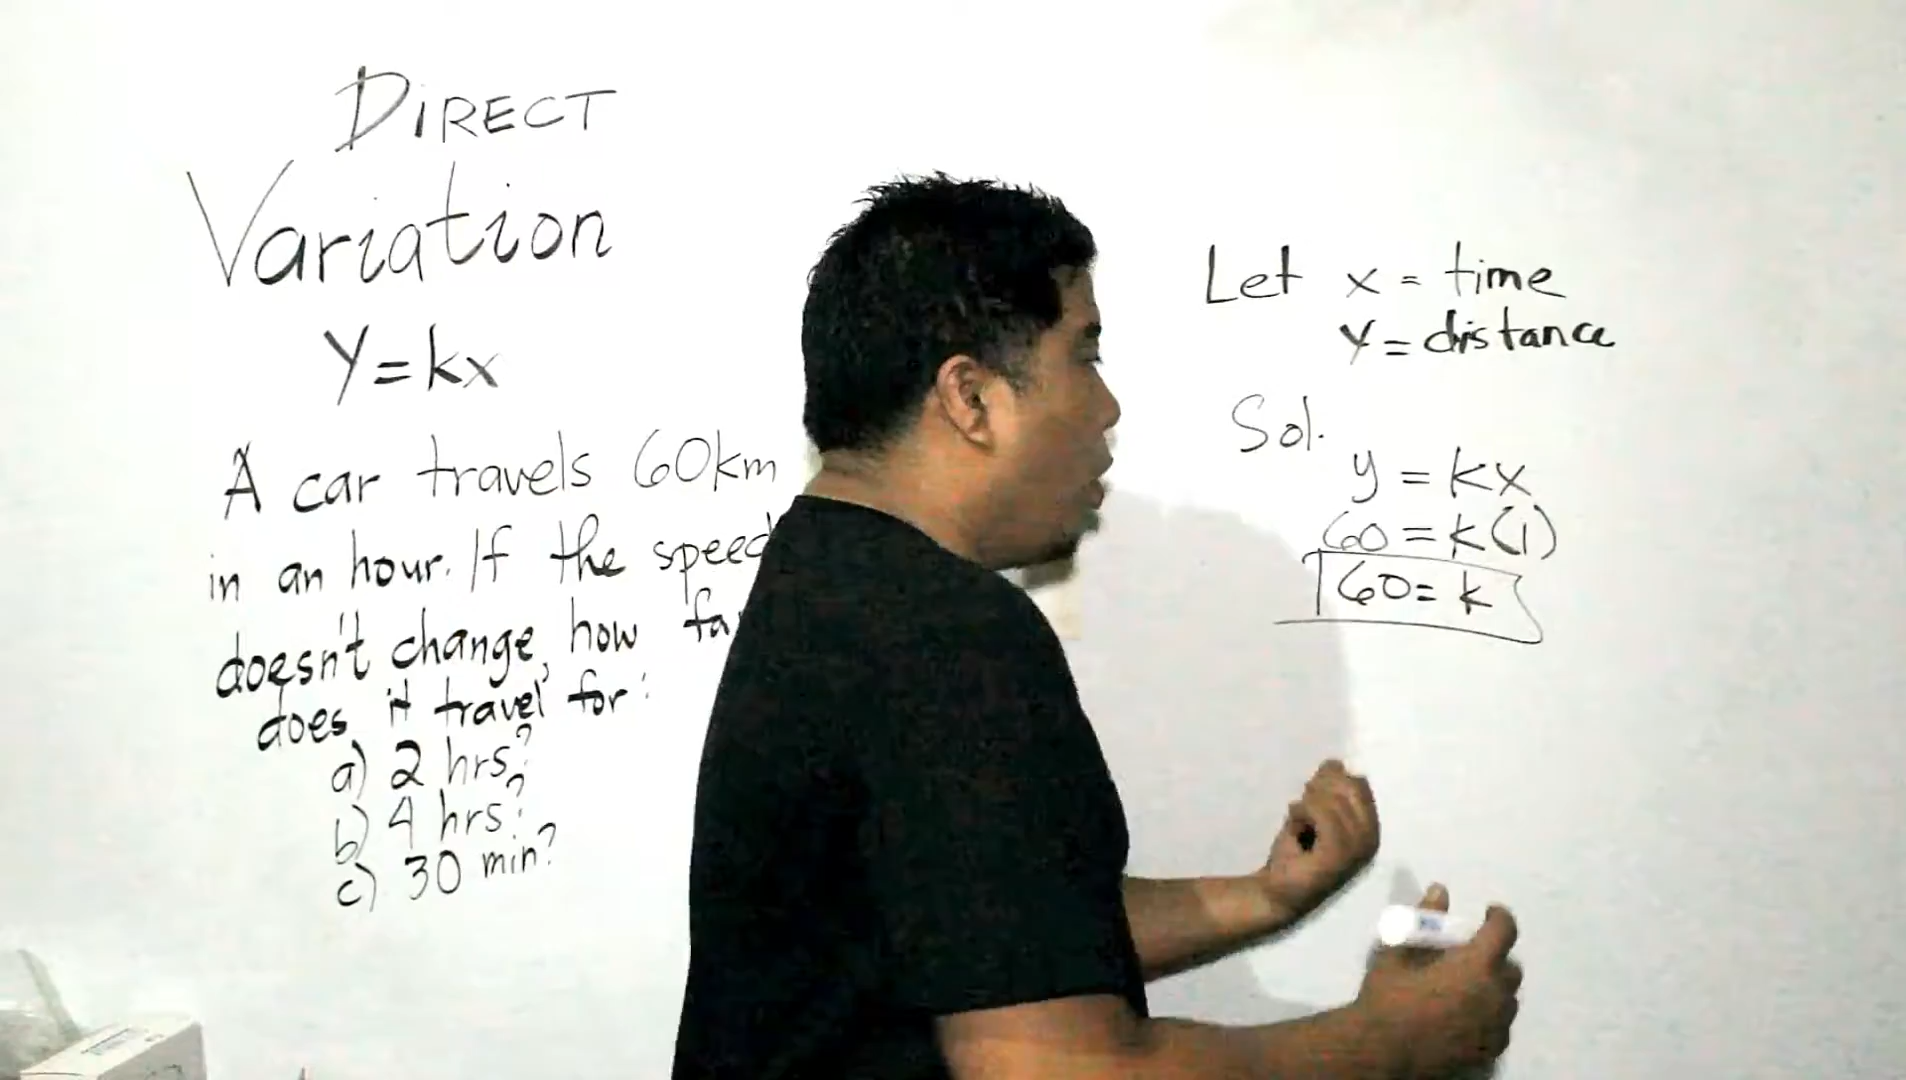 DIRECT
Variation
Y=kx
A car travels 60km
in an hour. If the speed
doesn't change, how fa
does it travel for:
a) 2 hrs?
b) 4 hrs?
c) 30 min?
Let x = time
Y = distance
Sol.
y = kx
60 = k(1)
60 = k